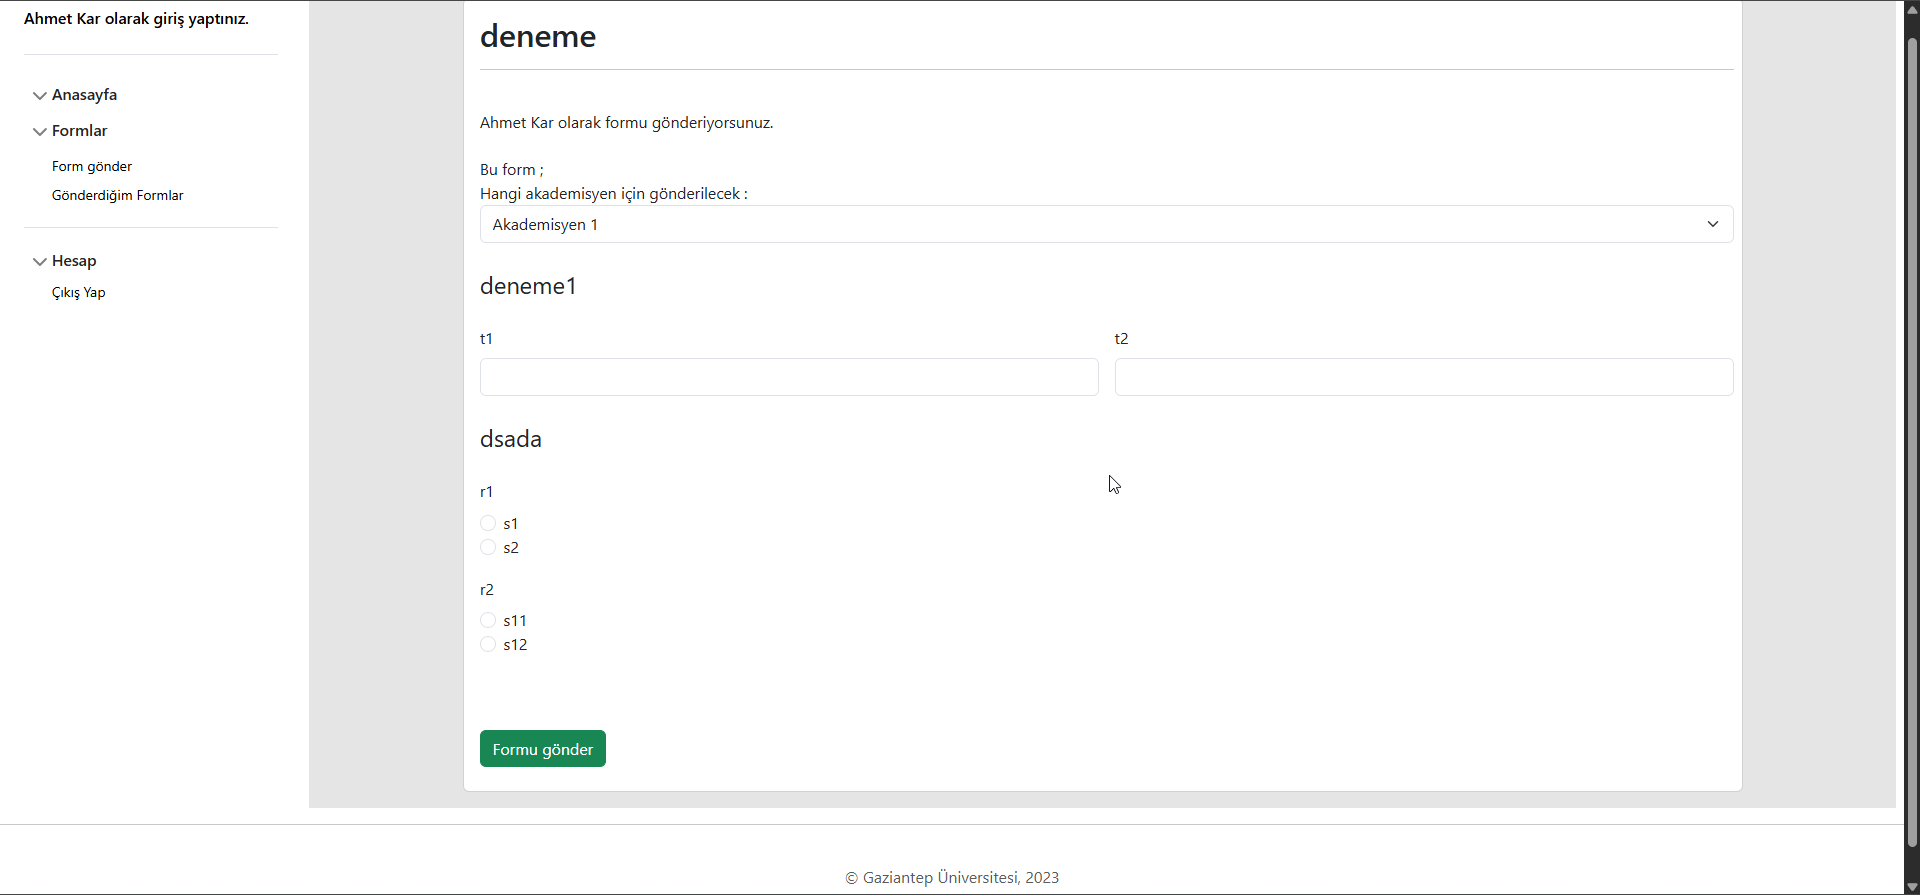 Ahmet Kar olarak giriş yaptınız.
Anasayfa
Formlar
Form gönder
Gönderdiğim Formlar
Hesap
Çıkış Yap
deneme
Ahmet Kar olarak formu gönderiyorsunuz.
Bu form ;
Hangi akademisyen için gönderilecek :
Akademisyen 1
deneme1
t1
t2
dsada
r1
s1
s2
r2
s11
s12
Formu gönder
© Gaziantep Üniversitesi, 2023